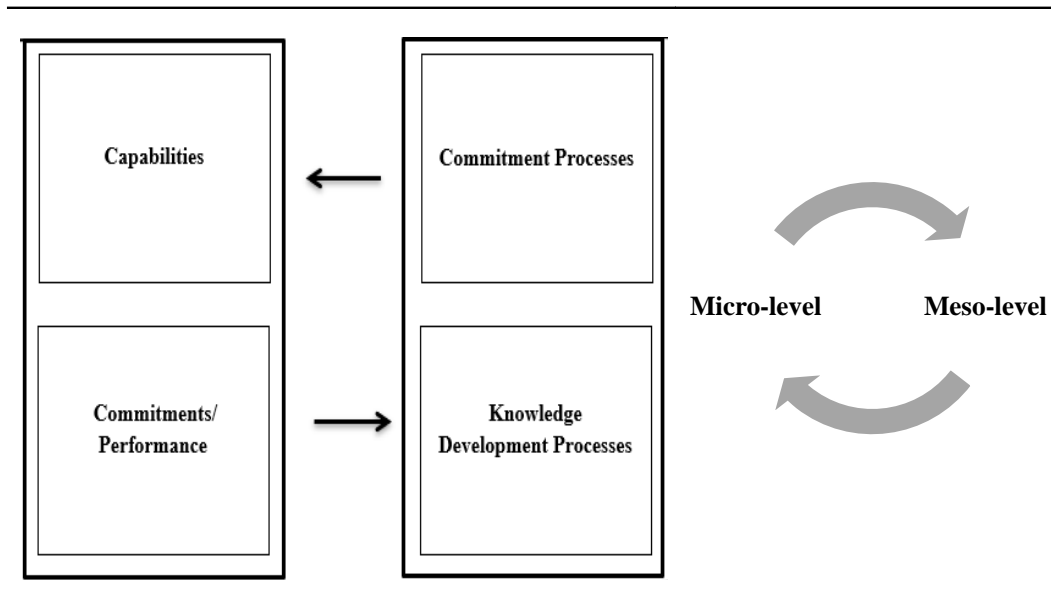 Capabilities
Commitment Processes
Commitments/
Performance
Knowledge
Development Processes
Micro-level
Meso-level